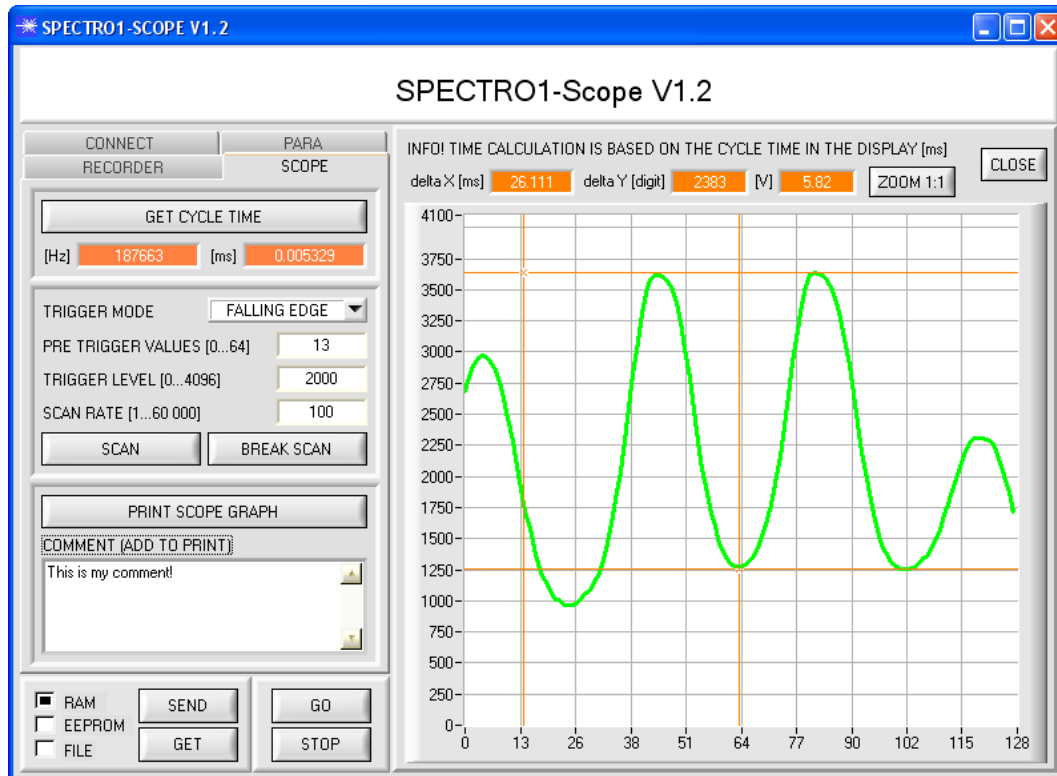 SPECTRO1-SCOPE V1.2
SPECTRO1-Scope V1.2
CONNECT PARA
RECORDER SCOPE
GET CYCLE TIME
[Hz] 187663 [ms] 0.005329
TRIGGER MODE FALLING EDGE
PRE TRIGGER VALUES [0...64] 13
TRIGGER LEVEL [0...4096] 2000
SCAN RATE [1...60 000] 100
SCAN BREAK SCAN
PRINT SCOPE GRAPH
COMMENT (ADD TO PRINT)
This is my comment!
RAM
EEPROM
FILE
SEND
GET
GO
STOP
INFO! TIME CALCULATION IS BASED ON THE CYCLE TIME IN THE DISPLAY [ms]
CLOSE
delta X [ms] 26.111 delta Y [digit] 2383 [V] 5.82 ZOOM 1:1
4100
3750
3500
3250
3000
2750
2500
2250
2000
1750
1500
1250
1000
750
500
250
0
0 13 26 38 51 64 77 90 102 115 128